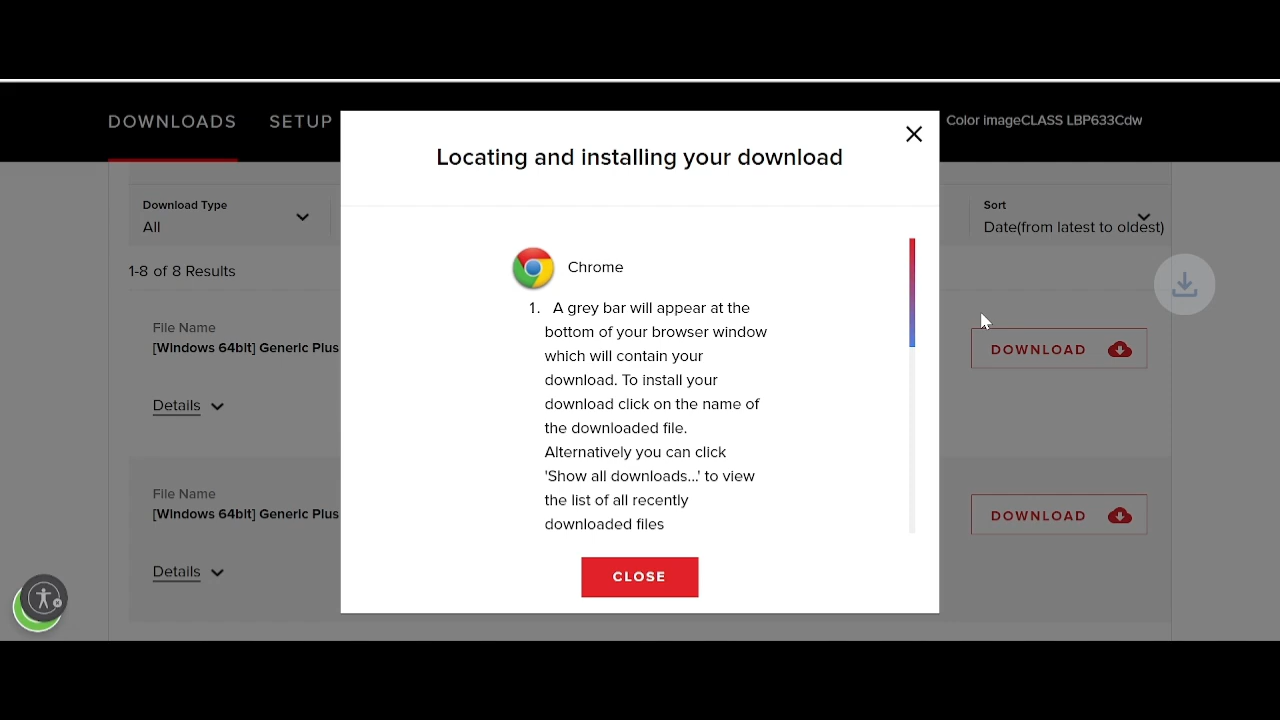 DOWNLOADS
SETUP
Color imageCLASS LBP633Cdw
Locating and installing your download
Download Type
All
Sort
Date(from latest to oldest)
1-8 of 8 Results
Chrome
1. A grey bar will appear at the
bottom of your browser window
which will contain your
download. To install your
download click on the name of
the downloaded file.
Alternatively you can click
'Show all downloads...' to view
the list of all recently
downloaded files
File Name
[Windows 64bit] Generic Plus
DOWNLOAD
Details
File Name
[Windows 64bit] Generic Plus
DOWNLOAD
Details
CLOSE